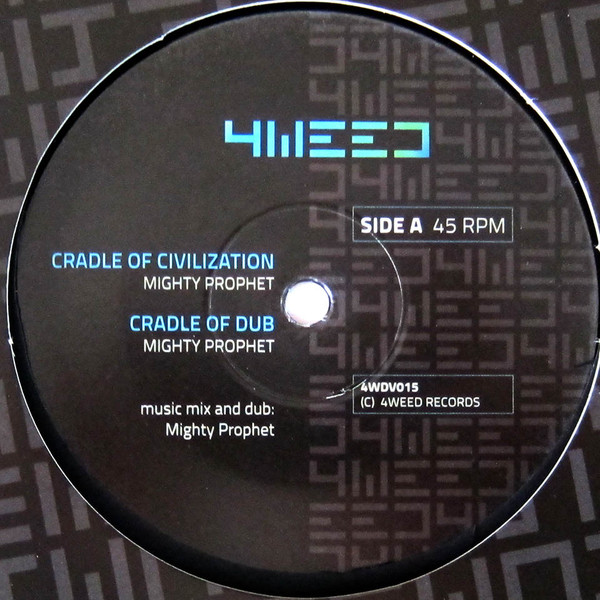 4WEED
SIDE A 45 RPM
CRADLE OF CIVILIZATION
MIGHTY PROPHET
CRADLE OF DUB
MIGHTY PROPHET
4WDV015
(C) 4WEED RECORDS
music mix and dub:
Mighty Prophet